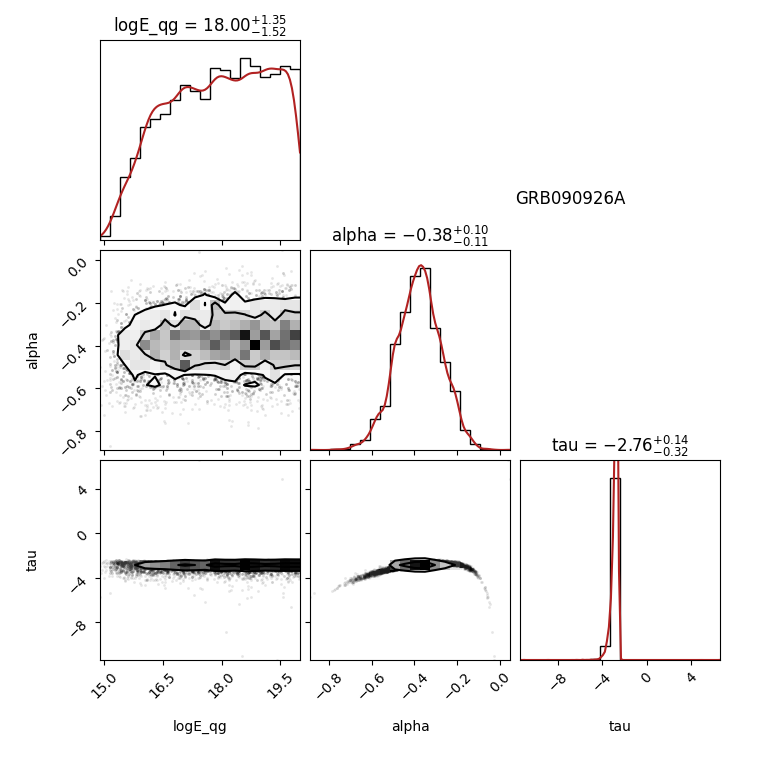 logE_qg = 18.00^{+1.35}_{−1.52}
GRB090926A
alpha = −0.38^{+0.10}_{−0.11}
0.0
−0.2
−0.4
−0.6
−0.8
alpha
tau = −2.76^{+0.14}_{−0.32}
4
0
−4
−8
tau
15.0 16.5 18.0 19.5 −0.8 −0.6 −0.4 −0.2 0.0 −8 −4 0 4
logE_qg alpha tau